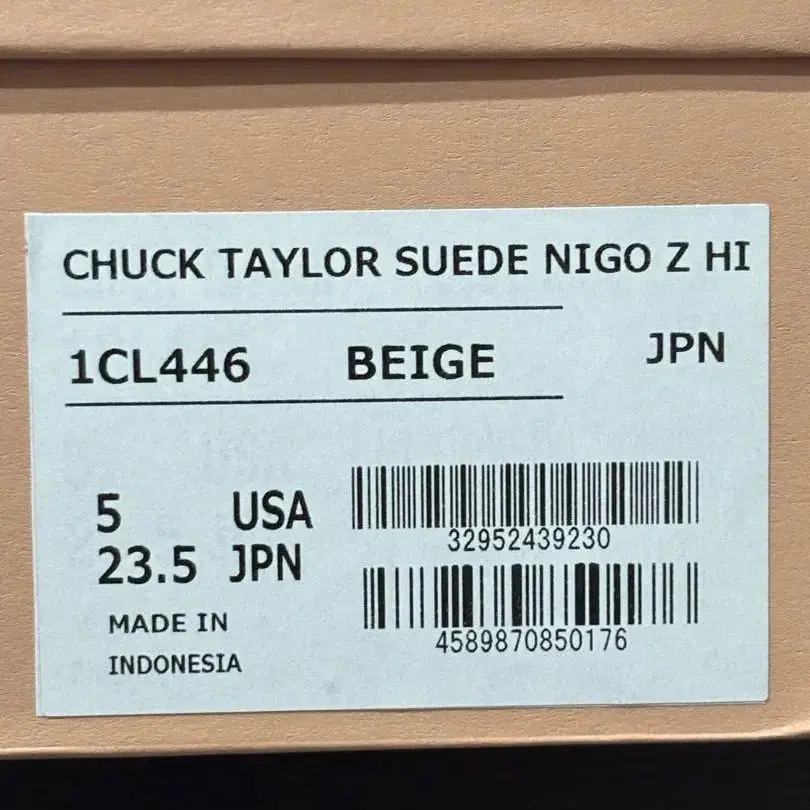 CHUCK TAYLOR SUEDE NIGO Z HI
1CL446 BEIGE JPN
5 USA
23.5 JPN
MADE IN
INDONESIA
32952439230
4589870850176